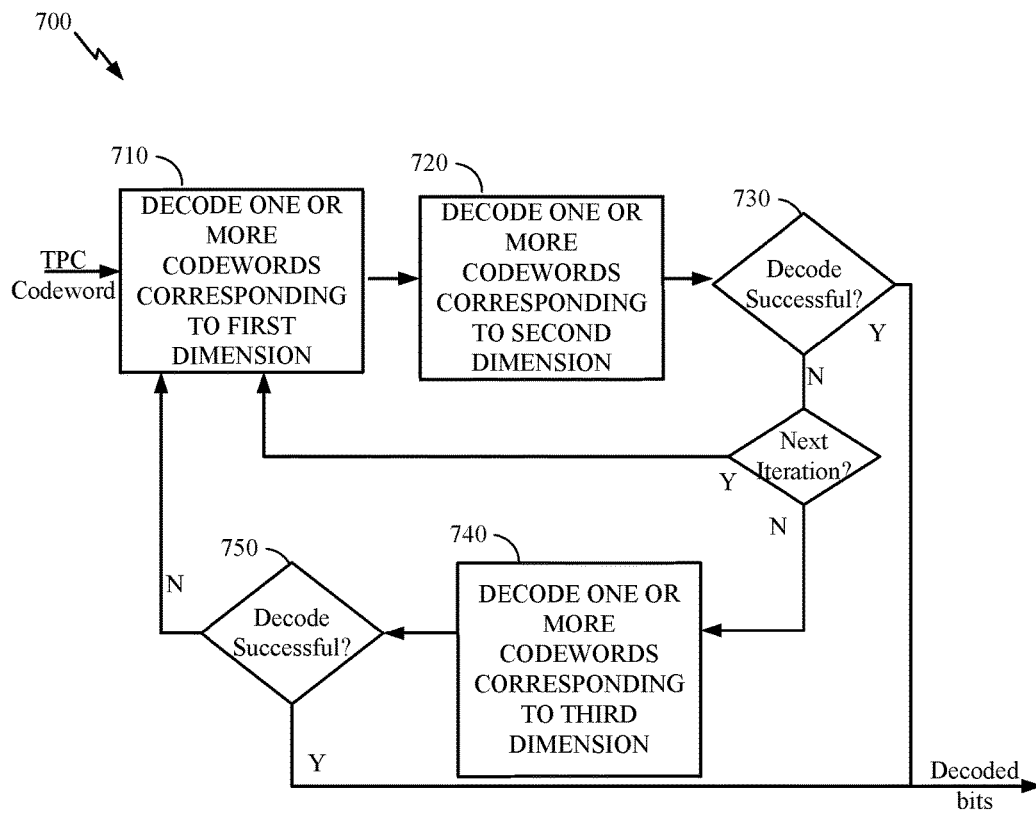 700
710
DECODE ONE OR
MORE
CODEWORDS
CORRESPONDING
TO FIRST
DIMENSION
TPC
Codeword
720
DECODE ONE OR
MORE
CODEWORDS
CORRESPONDING
TO SECOND
DIMENSION
730
Decode
Successful?
Y
N
Next
Iteration?
Y
N
740
DECODE ONE OR
MORE
CODEWORDS
CORRESPONDING
TO THIRD
DIMENSION
750
Decode
Successful?
N
Y
Decoded
bits